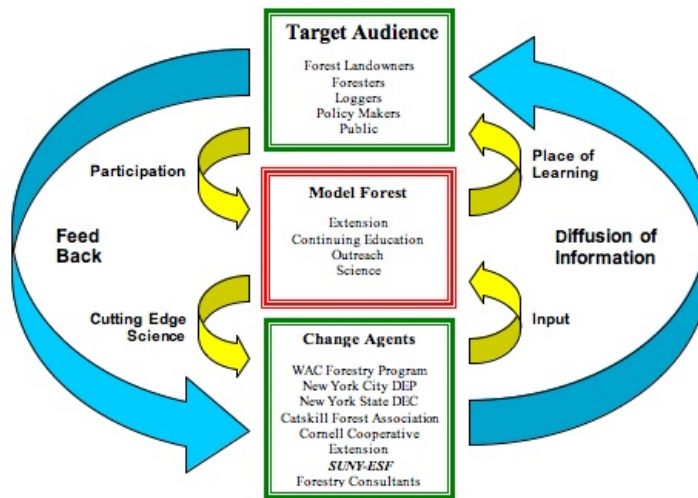 Target Audience
Forest Landowners
Foresters
Loggers
Policy Makers
Public
Participation
Place of
Learning
Model Forest
Extension
Continuing Education
Outreach
Science
Feed
Back
Diffusion of
Information
Cutting Edge
Science
Input
Change Agents
WAC Forestry Program
New York City DEP
New York State DEC
Catskill Forest Association
Cornell Cooperative
Extension
SUNY-ESF
Forestry Consultants